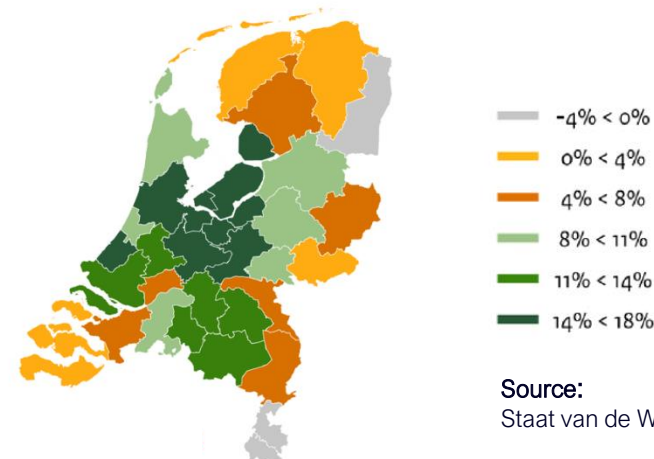 -4% < 0%
0% < 4%
4% < 8%
8% < 11%
11% < 14%
14% < 18%
Source:
Staat van de